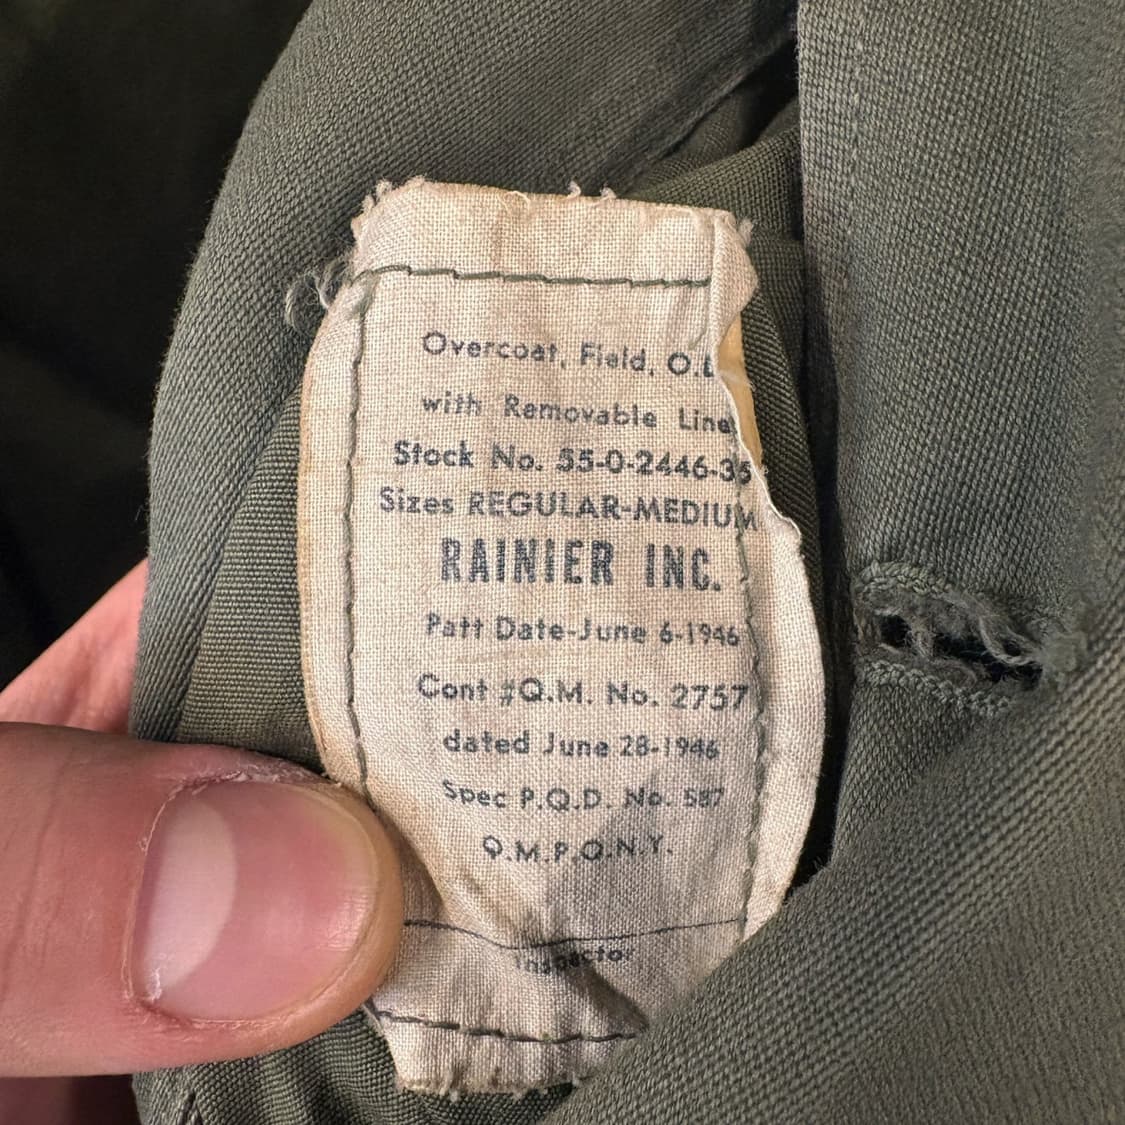 Overcoat, Field, O.D
with Removable Line
Stock No. 55-0-2446-35
Sizes REGULAR-MEDIUM
RAINIER INC.
Patt Date-June 6-1946
Cont #Q.M. No. 2757
dated June 28-1946
Spec P.Q.D. No. 587
Q.M.P.O.N.Y.
Inspector